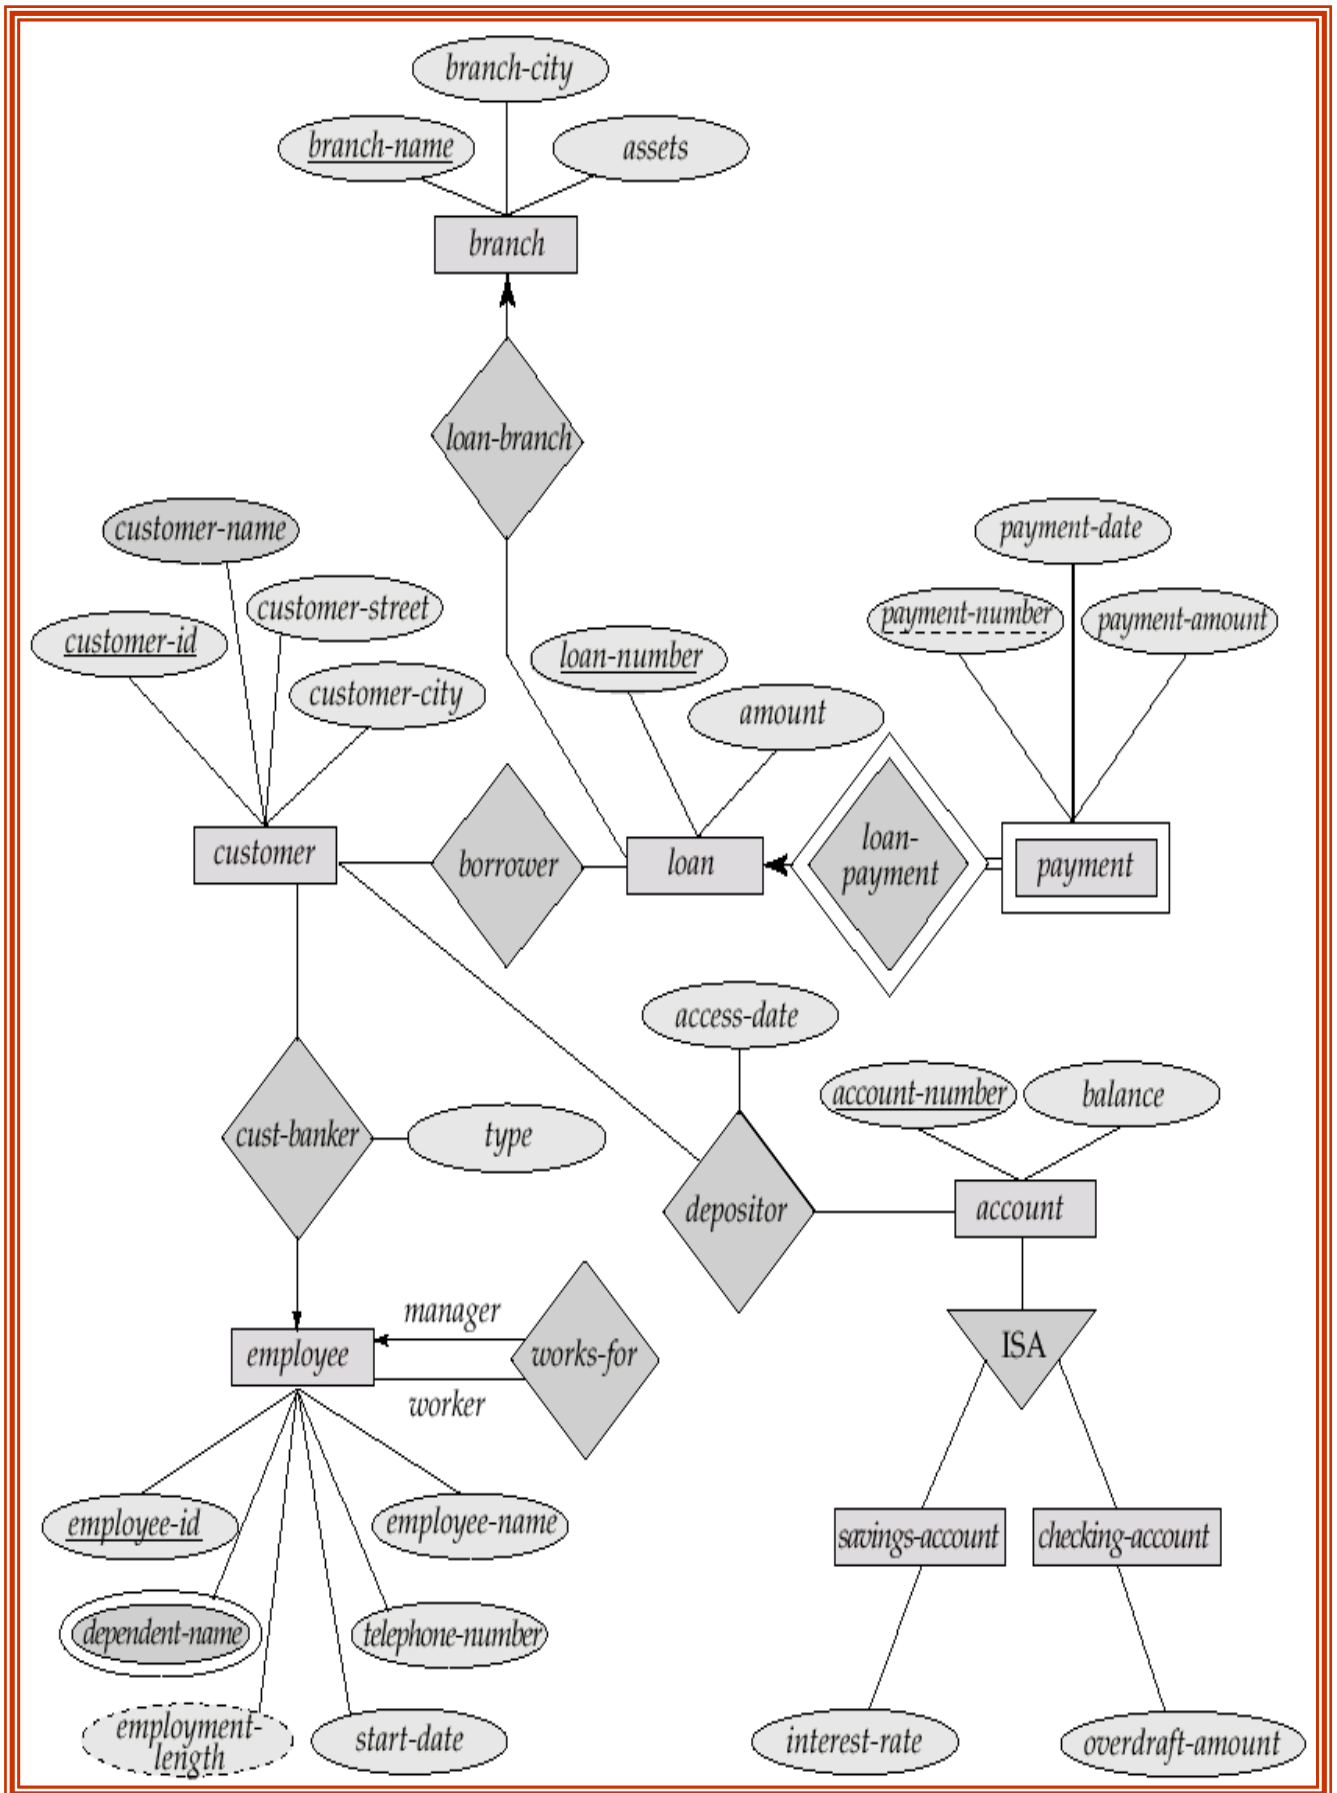 branch-city
branch-name
assets
branch
loan-branch
customer-name
payment-date
customer-street
payment-number
payment-amount
customer-id
loan-number
customer-city
amount
customer
borrower
loan
loan-
payment
payment
access-date
account-number
balance
cust-banker
type
depositor
account
manager
employee
works-for
ISA
worker
employee-id
employee-name
savings-account
checking-account
dependent-name
telephone-number
employment-
length
start-date
interest-rate
overdraft-amount